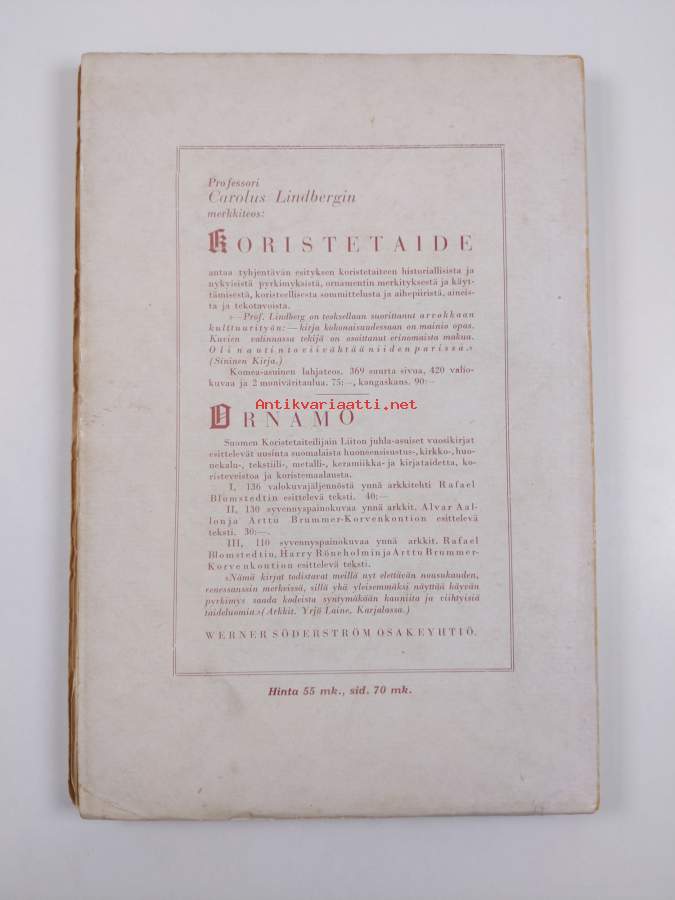 Professori
Carolus Lindbergin
merkkiteos:
KORISTETAIDE
antaa tyhjentävän esityksen koristetaiteen historiallisista ja
nykyisistä pyrkimyksistä, ornamentin merkityksestä ja käyt-
tämisestä, koristeellisesta sommittelusta ja aihepiiristä, aineis-
ta ja tekotavoista.
»—Prof. Lindberg on teoksellaan suorittanut arvokkaan
kulttuurityön: — kirja kokonaisuudessaan on mainio opas.
Kuvien valinnassa tekijä on osoittanut erinomaista makua.
Oli nautinto viivähtää niiden parissa.»
(Sininen Kirja.)
Komea-asuinen lahjateos. 369 suurta sivua, 420 valio-
kuvaa ja 2 moniväritaulua. 75:—, kangaskans. 90:—
Antikvariaatti.net
ORNAMO
Suomen Koristetaiteilijain Liiton juhla-asuiset vuosikirjat
esittelevät uusinta suomalaista huoneensisustus-, kirkko-, huo-
nekalu-, tekstiili-, metalli-, keramiikka- ja kirjataidetta, ko-
risteveistoa ja koristemaalausta.
I, 136 valokuvajäljennöstä ynnä arkkitehti Rafael
Blomstedtin esittelevä teksti. 40:—
II, 130 syvennyspainokuvaa ynnä arkkit. Alvar Aal-
lon ja Arttu Brummer-Korvenkontion esittelevä
teksti. 30:—.
III, 110 syvennyspainokuvaa ynnä arkkit. Rafael
Blomstedtin, Harry Röneholmin ja Arttu Brummer-
Korvenkoution esittelevä teksti.
»Nämä kirjat todistavat meillä nyt elettävän nousukauden,
renessanssin merkeissä, sillä yhä yleisemmäksi näyttää käyvän
pyrkimys saada kodeista syntymäkään kauniita ja viihtyisiä
taideluomia.» (Arkkit. Yrjö Laine, Karjalassa.)
WERNER SÖDERSTRÖM OSAKEYHTIÖ.
Hinta 55 mk., sid. 70 mk.